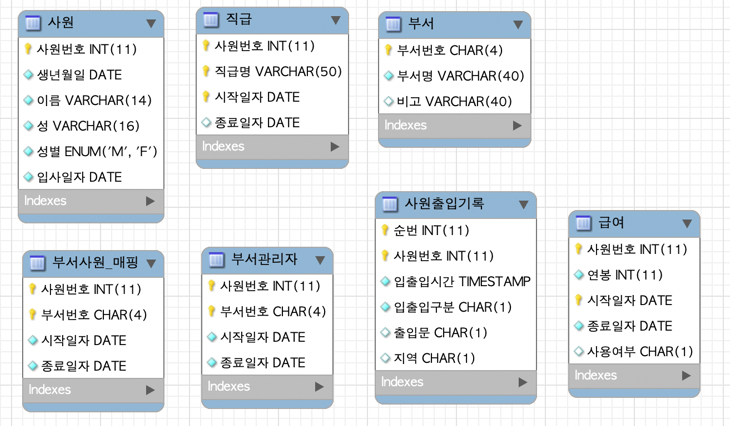 사원
사원번호 INT(11)
생년월일 DATE
이름 VARCHAR(14)
성 VARCHAR(16)
성별 ENUM('M', 'F')
입사일자 DATE
Indexes
직급
사원번호 INT(11)
직급명 VARCHAR(50)
시작일자 DATE
종료일자 DATE
Indexes
부서
부서번호 CHAR(4)
부서명 VARCHAR(40)
비고 VARCHAR(40)
Indexes
부서사원_매핑
사원번호 INT(11)
부서번호 CHAR(4)
시작일자 DATE
종료일자 DATE
Indexes
부서관리자
사원번호 INT(11)
부서번호 CHAR(4)
시작일자 DATE
종료일자 DATE
Indexes
사원출입기록
순번 INT(11)
사원번호 INT(11)
입출입시간 TIMESTAMP
입출입구분 CHAR(1)
출입문 CHAR(1)
지역 CHAR(1)
Indexes
급여
사원번호 INT(11)
연봉 INT(11)
시작일자 DATE
종료일자 DATE
사용여부 CHAR(1)
Indexes